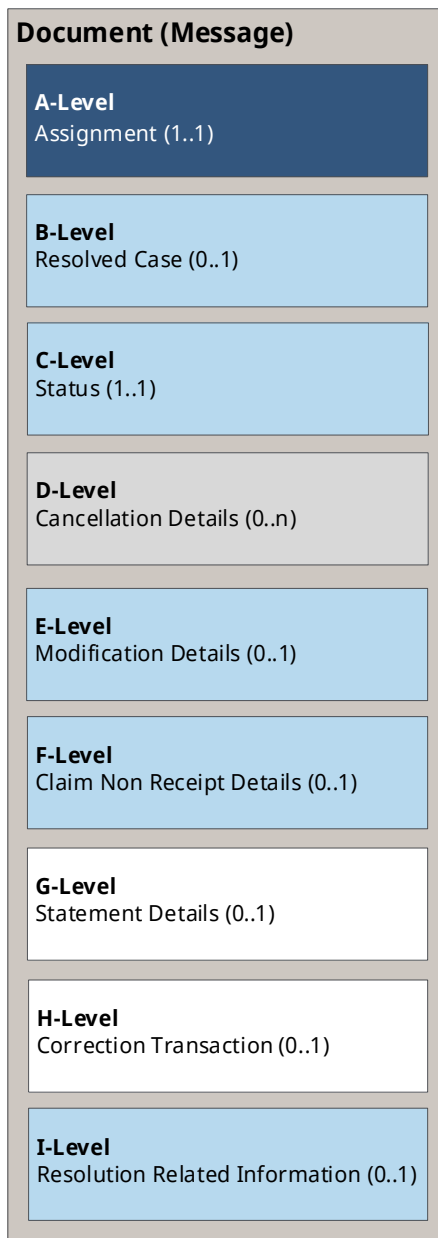 Document (Message)
A-Level
Assignment (1..1)
B-Level
Resolved Case (0..1)
C-Level
Status (1..1)
D-Level
Cancellation Details (0..n)
E-Level
Modification Details (0..1)
F-Level
Claim Non Receipt Details (0..1)
G-Level
Statement Details (0..1)
H-Level
Correction Transaction (0..1)
I-Level
Resolution Related Information (0..1)